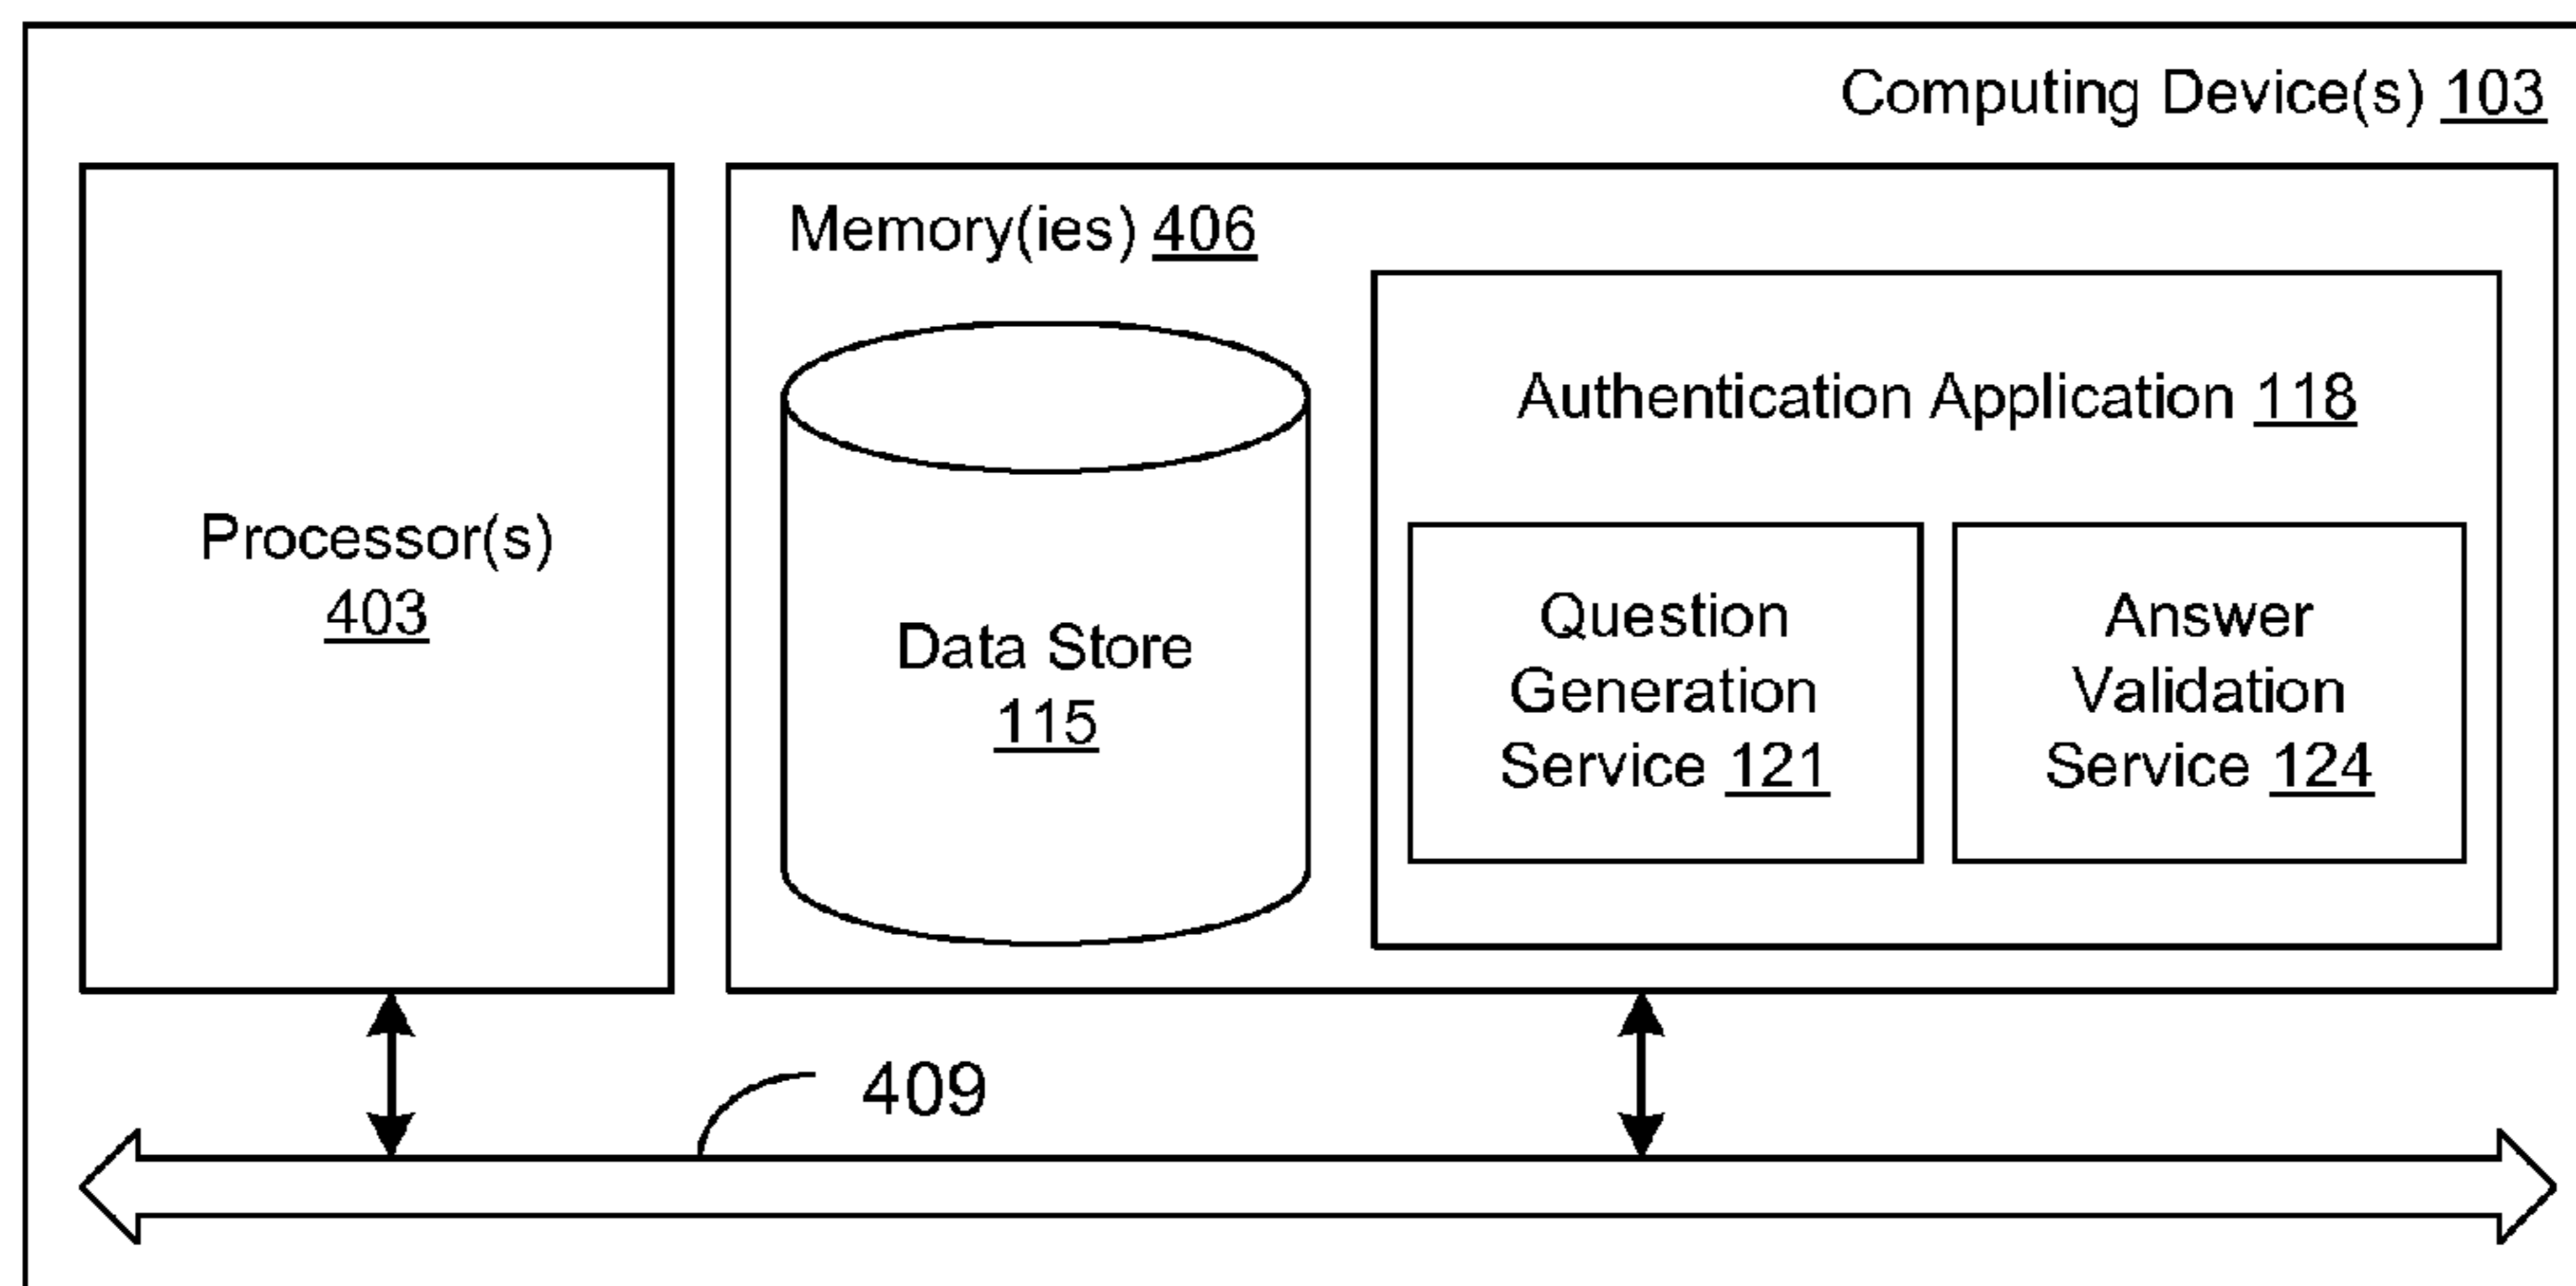 Computing Device(s) 103
Memory(ies) 406
Processor(s)
403
Data Store
115
Authentication Application 118
Question
Generation
Service 121
Answer
Validation
Service 124
409